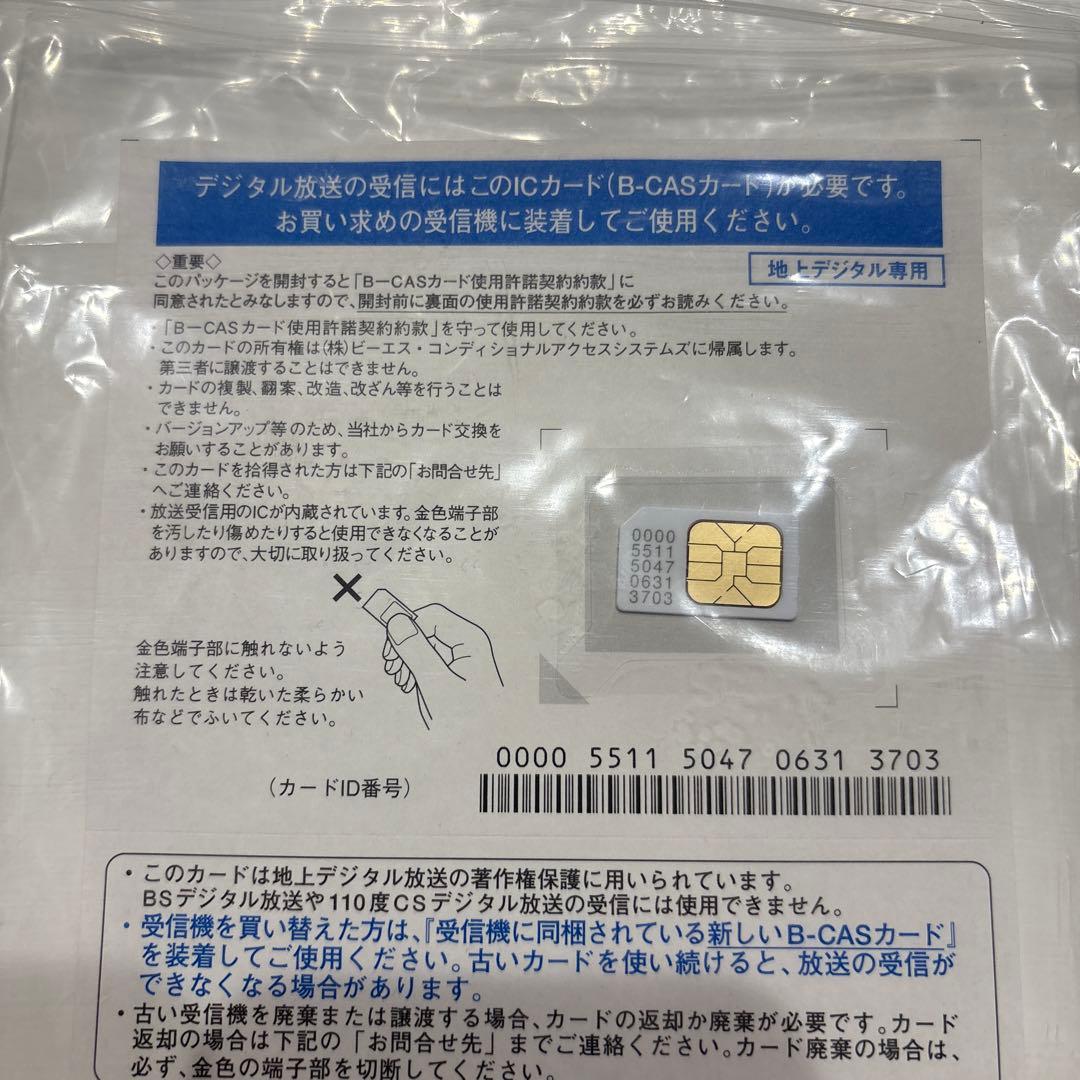 デジタル放送の受信にはこのICカード(B-CASカード)が必要です。
お買い求めの受信機に装着してご使用ください。
◇重要◇
地上デジタル専用
このパッケージを開封すると「B-CASカード使用許諾契約約款」に
同意されたとみなしますので、開封前に裏面の使用許諾契約約款を必ずお読みください。
・「B-CASカード使用許諾契約約款」を守って使用してください。
・このカードの所有権は(株)ビーエス・コンディショナルアクセスシステムズに帰属します。
第三者に譲渡することはできません。
・カードの複製、翻案、改造、改ざん等を行うことは
できません。
・バージョンアップ等のため、当社からカード交換を
お願いすることがあります。
・このカードを拾得された方は下記の「お問合せ先」
へご連絡ください。
・放送受信用のICが内蔵されています。金色端子部
を汚したり傷めたりすると使用できなくなることが
ありますので、大切に取り扱ってください。
0000
5511
5047
0631
3703
金色端子部に触れないよう
注意してください。
触れたときは乾いた柔らかい
布などでふいてください。
0000 5511 5047 0631 3703
(カードID番号)
・このカードは地上デジタル放送の著作権保護に用いられています。
BSデジタル放送や110度CSデジタル放送の受信には使用できません。
・受信機を買い替えた方は、『受信機に同梱されている新しいB-CASカード』
を装着してご使用ください。古いカードを使い続けると、放送の受信が
できなくなる場合があります。
・古い受信機を廃棄または譲渡する場合、カードの返却か廃棄が必要です。カード
返却の場合は下記の「お問合せ先」までご連絡ください。カード廃棄の場合は、
必ず、金色の端子部を切断してください。